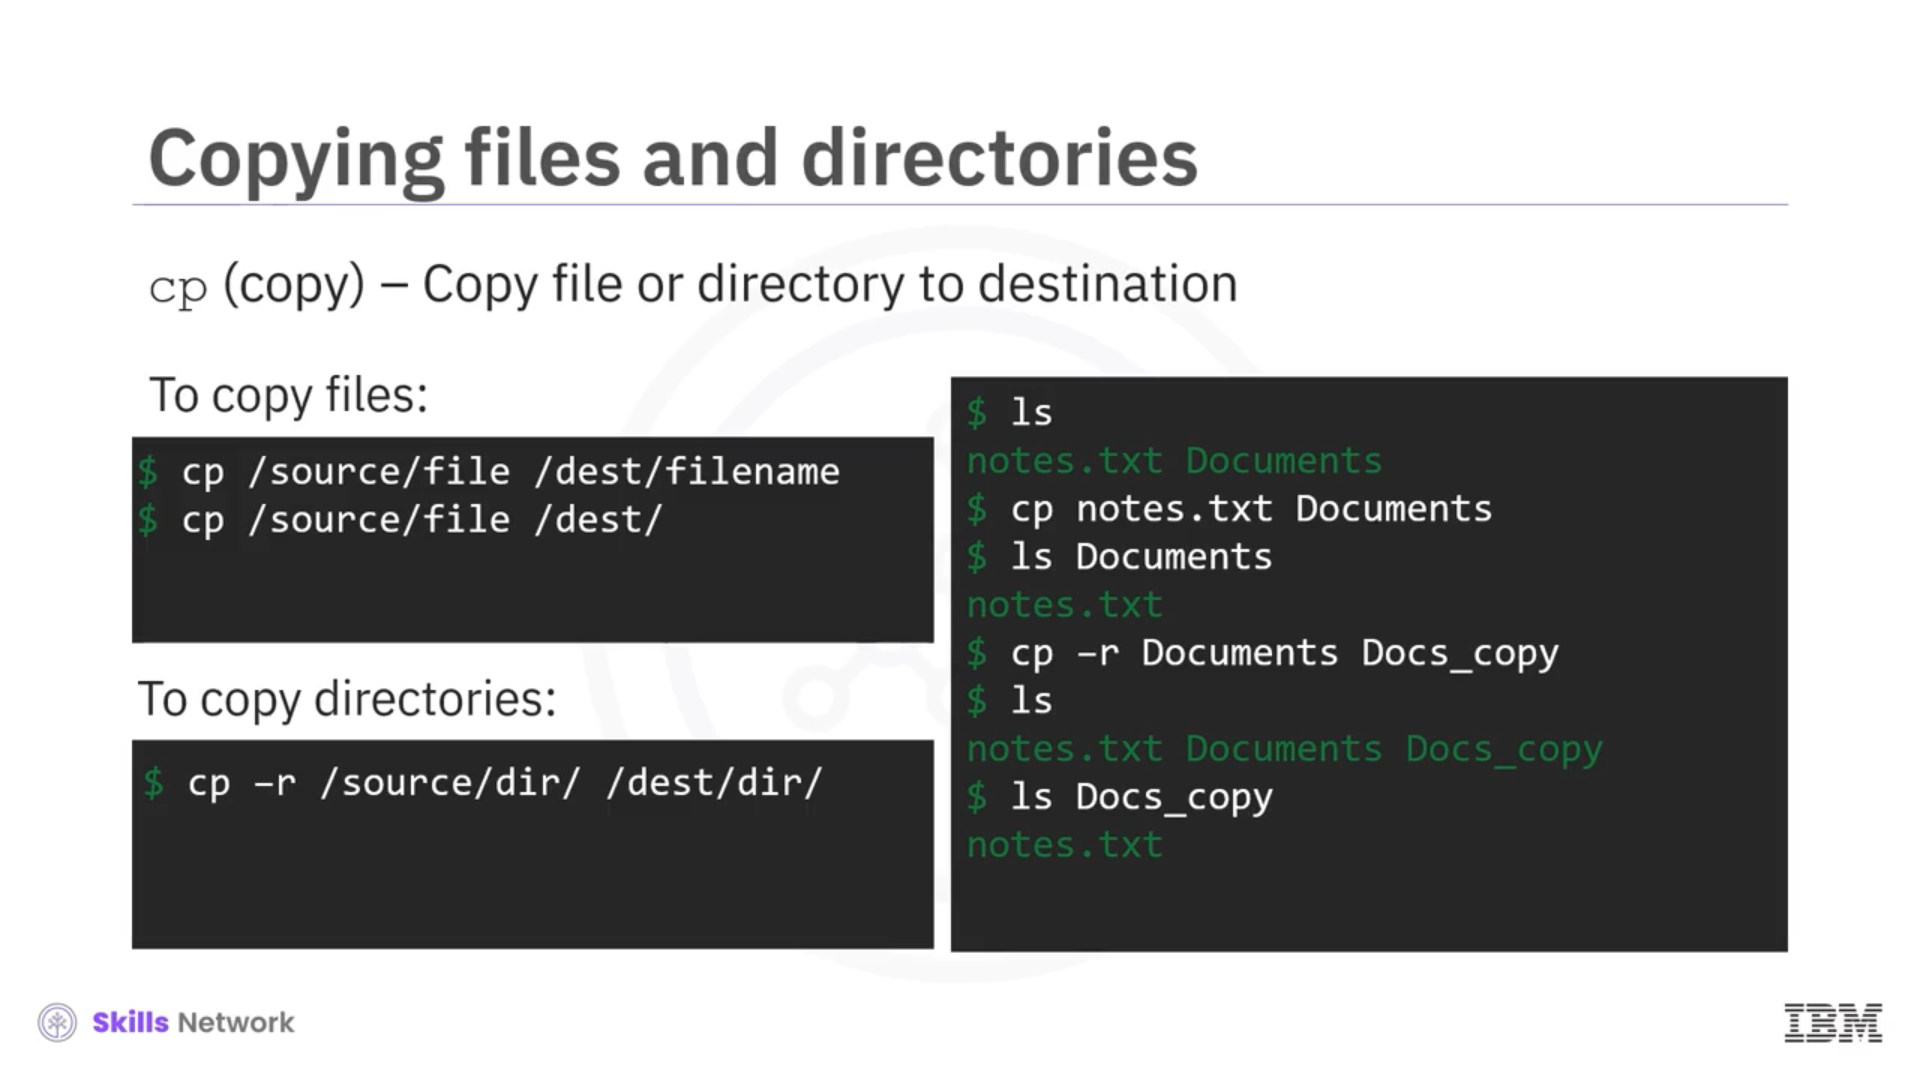 Copying files and directories
cp (copy) – Copy file or directory to destination
To copy files:
$ cp /source/file /dest/filename
$ cp /source/file /dest/
To copy directories:
$ cp –r /source/dir/ /dest/dir/
$ ls
notes.txt Documents
$ cp notes.txt Documents
$ ls Documents
notes.txt
$ cp –r Documents Docs_copy
$ ls
notes.txt Documents Docs_copy
$ ls Docs_copy
notes.txt
Skills Network
IBM